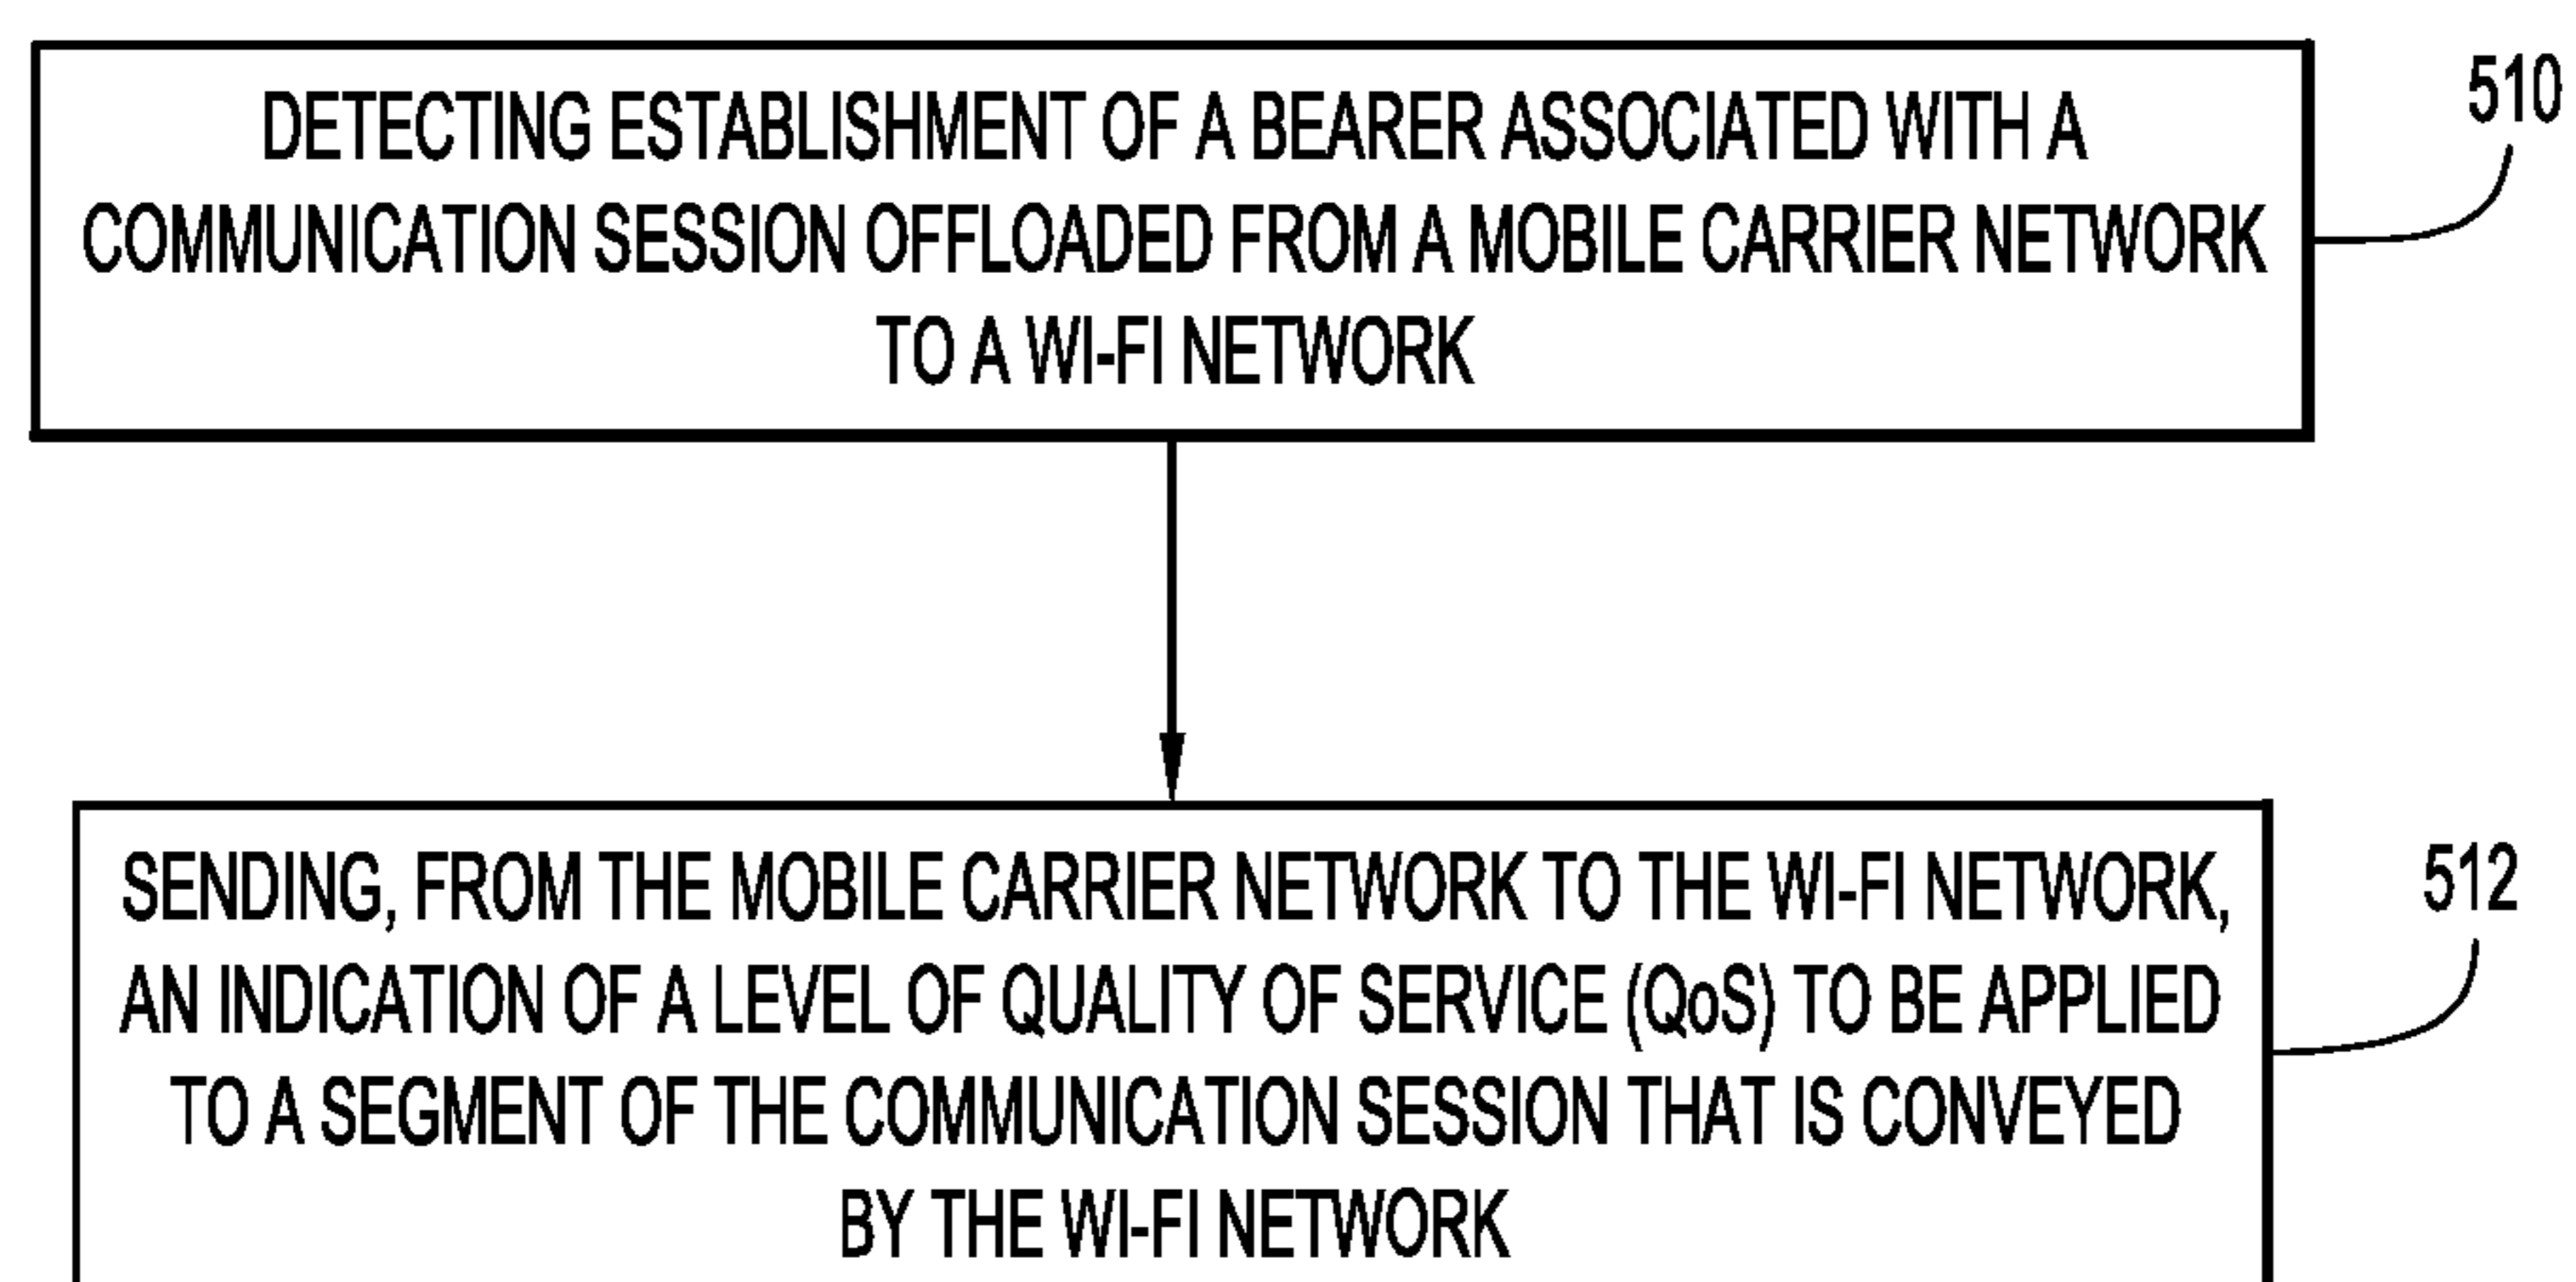 DETECTING ESTABLISHMENT OF A BEARER ASSOCIATED WITH A
COMMUNICATION SESSION OFFLOADED FROM A MOBILE CARRIER NETWORK
TO A WI-FI NETWORK
510
SENDING, FROM THE MOBILE CARRIER NETWORK TO THE WI-FI NETWORK,
AN INDICATION OF A LEVEL OF QUALITY OF SERVICE (QoS) TO BE APPLIED
TO A SEGMENT OF THE COMMUNICATION SESSION THAT IS CONVEYED
BY THE WI-FI NETWORK
512